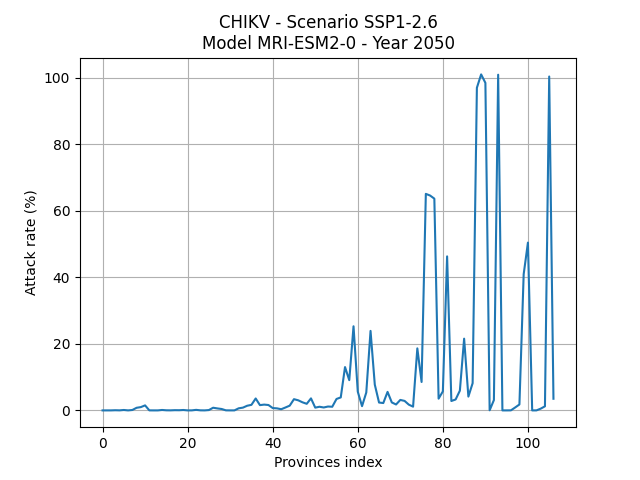 CHIKV - Scenario SSP1-2.6
Model MRI-ESM2-0 - Year 2050
100
80
60
40
20
0
Attack rate (%)
0 20 40 60 80 100
Provinces index